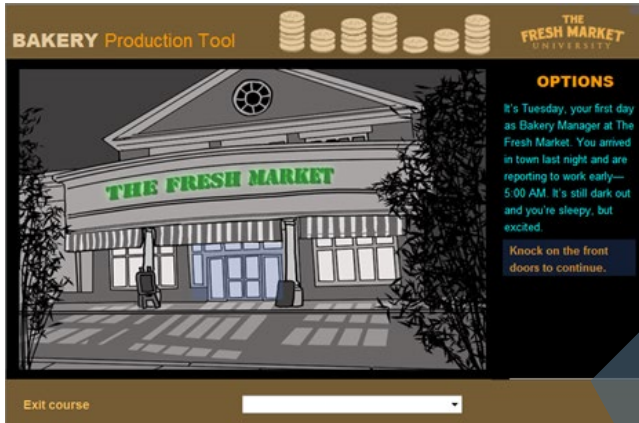 BAKERY Production Tool
THE
FRESH MARKET
UNIVERSITY
THE FRESH MARKET
OPTIONS
It's Tuesday, your first day
as Bakery Manager at The
Fresh Market. You arrived
in town last night and are
reporting to work early—
5:00 AM. It's still dark out
and you're sleepy, but
excited.
Knock on the front
doors to continue.
Exit course